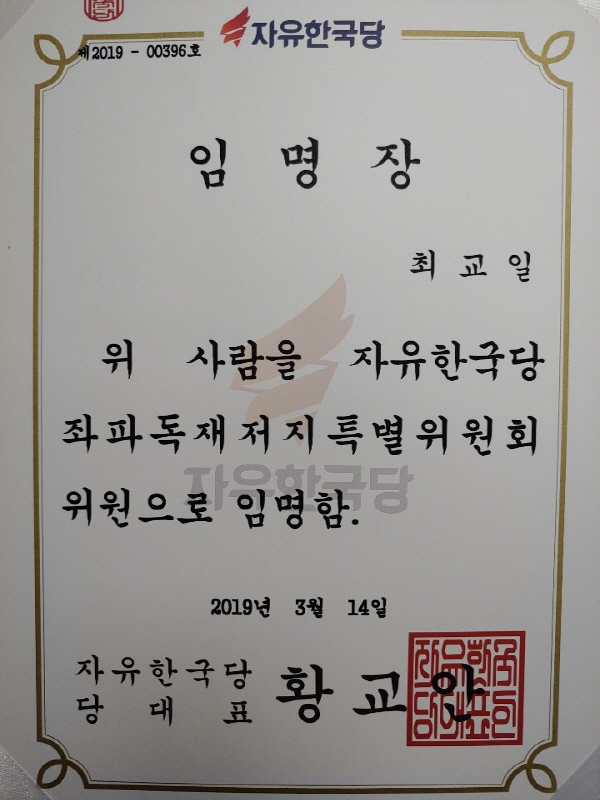 자유한국당
제2019 - 00396호
임 명 장
최 교 일
위 사람을 자유한국당
좌파독재저지특별위원회
위원으로 임명함.
자유한국당
2019년 3월 14일
자유한국당
당 대 표 황 교 안